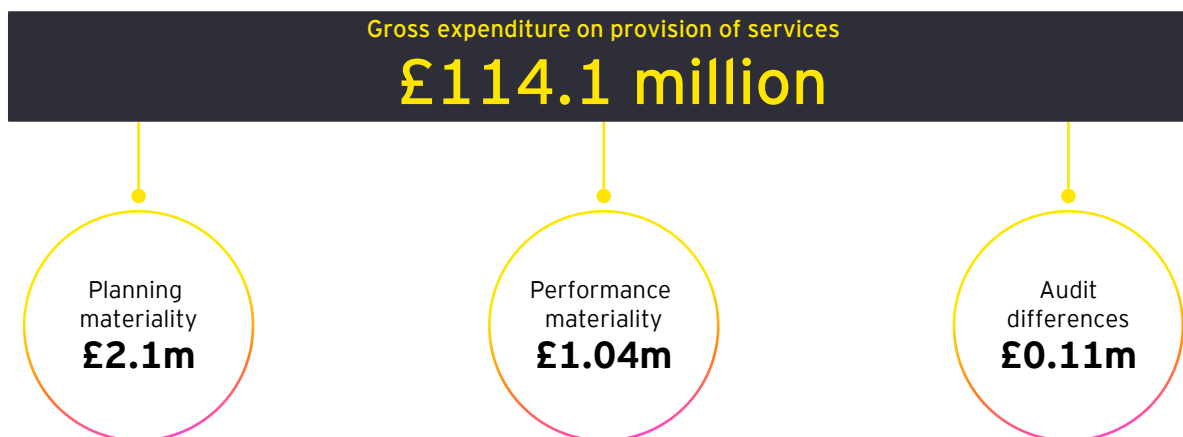 Gross expenditure on provision of services
£114.1 million
Planning
materiality
£2.1m
Performance
materiality
£1.04m
Audit
differences
£0.11m